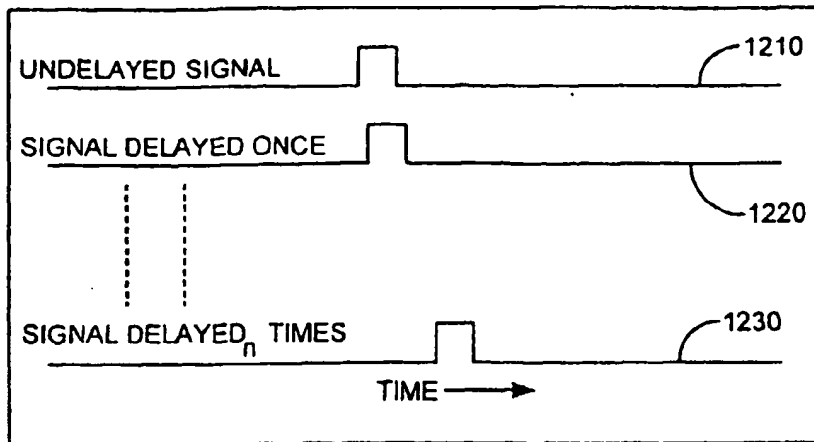 UNDELAYED SIGNAL
1210
SIGNAL DELAYED ONCE
1220
SIGNAL DELAYEDn TIMES
1230
TIME